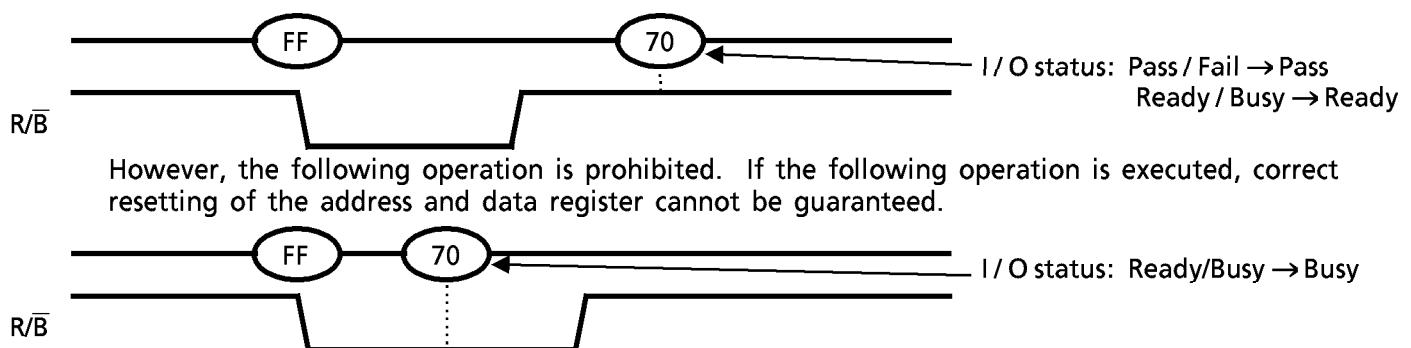 FF
70
I/O status: Pass/Fail → Pass
Ready/Busy → Ready
R/B̅
However, the following operation is prohibited. If the following operation is executed, correct
resetting of the address and data register cannot be guaranteed.
FF
70
I/O status: Ready/Busy → Busy
R/B̅